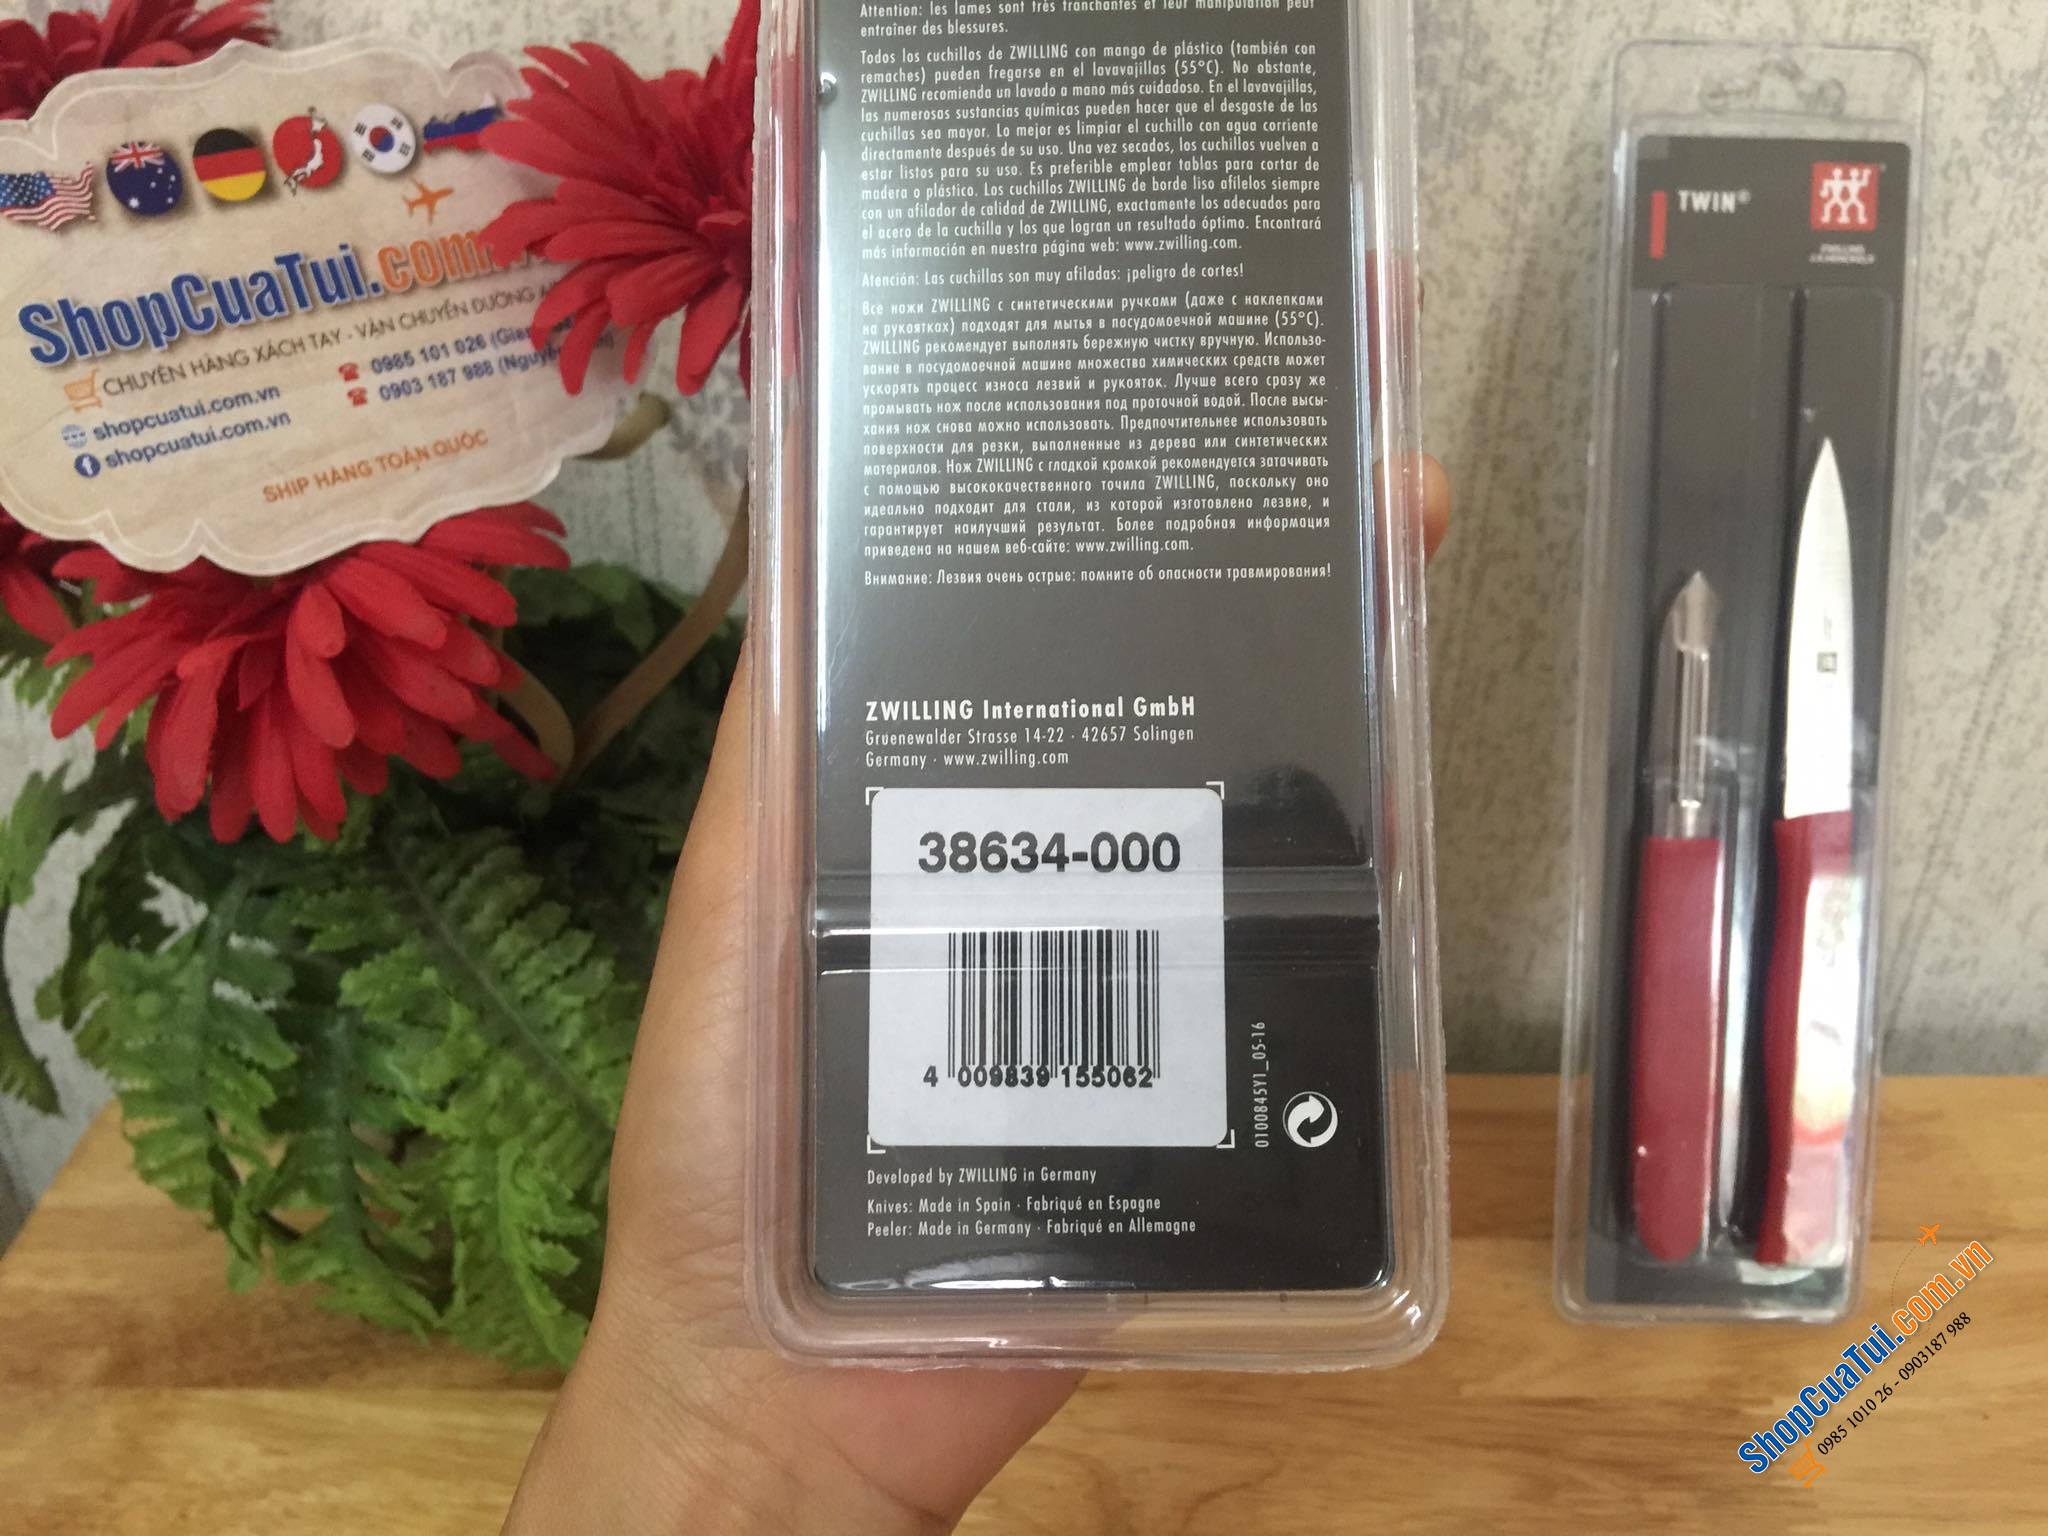 ShopCuaTui.com
CHUYÊN HÀNG XÁCH TAY - VẬN CHUYỂN ĐƯỜNG
shopcuatui.com.vn
0985 101 026
shopcuatui.com.vn
0903 187 988
SHIP HÀNG TOÀN QUỐC
Attention: les lames sont très tranchantes et leur manipulation peut
entraîner des blessures.
Todos los cuchillos de ZWILLING con mango de plástico (también con
remaches) pueden fregarse en el lavavajillas (55°C). No obstante,
ZWILLING recomienda un lavado a mano más cuidadoso. En el lavavajillas,
las numerosas sustancias químicas pueden hacer que el desgaste de las
cuchillas sea mayor. Lo mejor es limpiar el cuchillo con agua corriente
directamente después de su uso. Una vez secados, los cuchillos vuelven a
estar listos para su uso. Es preferible emplear tablas para cortar de
madera o plástico. Los cuchillos ZWILLING de borde liso afílelos siempre
con un afilador de calidad de ZWILLING, exactamente los adecuados para
el acero de la cuchilla y los que logran un resultado óptimo. Encontrará
más información en nuestra página web: www.zwilling.com.
Atención: Las cuchillas son muy afiladas: ¡peligro de cortes!
Все ножи ZWILLING с синтетическими ручками (даже с наклепками
на рукоятках) подходят для мытья в посудомоечной машине (55°C).
ZWILLING рекомендует выполнять бережную чистку вручную. Использо-
вание в посудомоечной машине множества химических средств может
ускорять процесс износа лезвий и рукояток. Лучше всего сразу же
промывать нож после использования под проточной водой. После высы-
хания нож снова можно использовать. Предпочтительнее использовать
поверхности для резки, выполненные из дерева или синтетических
материалов. Нож ZWILLING с гладкой кромкой рекомендуется затачивать
с помощью высококачественного точила ZWILLING, поскольку оно
идеально подходит для стали, из которой изготовлено лезвие, и
гарантирует наилучший результат. Более подробная информация
приведена на нашем веб-сайте: www.zwilling.com.
Внимание: Лезвия очень острые: помните об опасности травмирования!
ZWILLING International GmbH
Gruenewalder Strasse 14-22 · 42657 Solingen
Germany · www.zwilling.com
38634-000
4 009839 155062
0100845Y1_05-16
Developed by ZWILLING in Germany
Knives: Made in Spain · Fabriqué en Espagne
Peeler: Made in Germany · Fabriqué en Allemagne
TWIN®
ZWILLING
J.A.HENCKELS
ShopCuaTui.com.vn
0985 1010 26 - 0903187 988